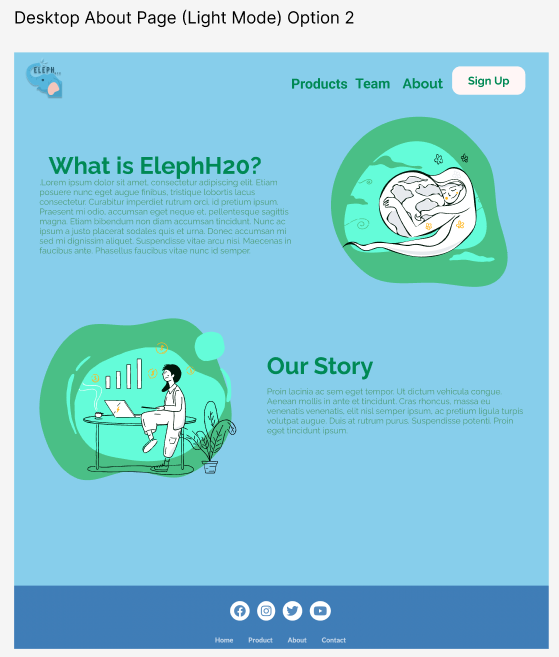 Desktop About Page (Light Mode) Option 2
ELEPH
Products Team About Sign Up
What is ElephH20?
Lorem ipsum dolor sit amet, consectetur adipiscing elit. Etiam
posuere nunc eget augue finibus, tristique lobortis lacus
consectetur. Curabitur imperdiet rutrum orci, id pretium ipsum.
Praesent mi odio, accumsan eget neque et, pellentesque sagittis
magna. Etiam bibendum non diam accumsan tincidunt. Nunc ac
ipsum a justo placerat sodales quis et urna. Donec accumsan mi
sed mi dignissim aliquet. Suspendisse vitae arcu nisl. Maecenas in
faucibus ante. Phasellus faucibus vitae nunc id semper.
Our Story
Proin lacinia ac sem eget tempor. Ut dictum vehicula congue.
Aenean mollis in ante et tincidunt. Cras rhoncus, massa eu
venenatis venenatis, elit nisl semper ipsum, ac pretium ligula turpis
volutpat augue. Duis at rutrum purus. Suspendisse potenti. Proin
eget tincidunt ipsum.
Home Product About Contact